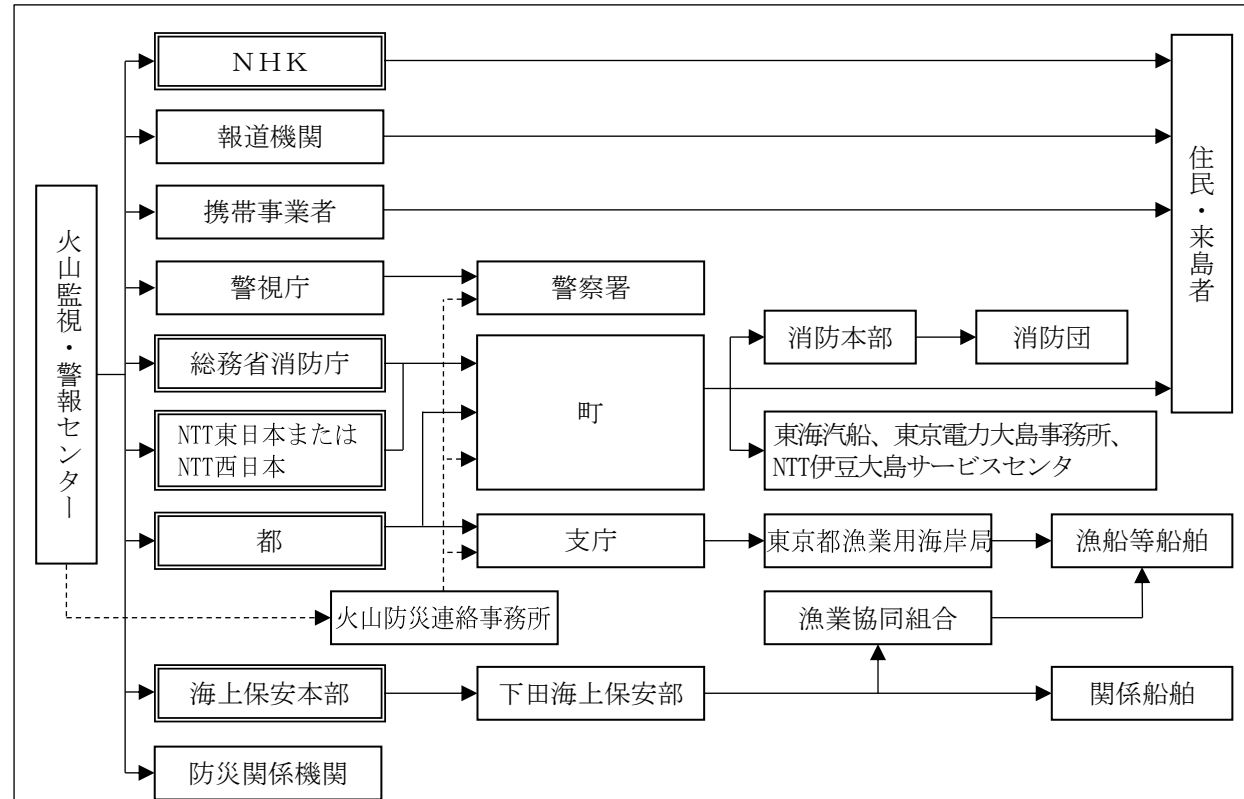 火山監視・警報センター
NHK
報道機関
携帯事業者
警視庁
総務省消防庁
NTT東日本または
NTT西日本
都
火山防災連絡事務所
海上保安本部
防災関係機関
警察署
町
支庁
下田海上保安部
消防本部
消防団
東海汽船、東京電力大島事務所、
NTT伊豆大島サービスセンタ
東京都漁業用海岸局
漁業協同組合
漁船等船舶
関係船舶
住民・来島者